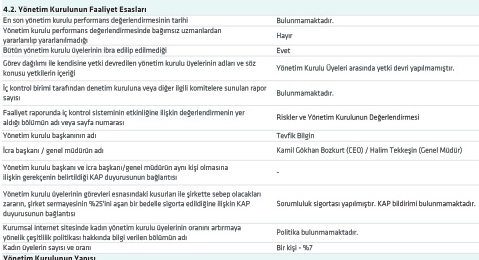 4.2. Yönetim Kurulunun Faaliyet Esasları
En son yönetim kurulu performans değerlendirmesinin tarihi Bulunmamaktadır.
Yönetim kurulu performans değerlendirmesinde bağımsız uzmanlardan
yararlanılıp yararlanılmadığı Hayır
Bütün yönetim kurulu üyelerinin ibra edilip edilmediği Evet
Görev dağılımı ile kendisine yetki devredilen yönetim kurulu üyelerinin adları ve söz
konusu yetkilerin içeriği Yönetim Kurulu Üyeleri arasında yetki devri yapılmamıştır.
İç kontrol birimi tarafından denetim kuruluna veya diğer ilgili komitelere sunulan rapor
sayısı Bulunmamaktadır.
Faaliyet raporunda iç kontrol sisteminin etkinliğine ilişkin değerlendirmenin yer
aldığı bölümün adı veya sayfa numarası Riskler ve Yönetim Kurulunun Değerlendirmesi
Yönetim kurulu başkanının adı Tevfik Bilgin
İcra başkanı / genel müdürün adı Kamil Gökhan Bozkurt (CEO) / Halim Tekkeşin (Genel Müdür)
Yönetim kurulu başkanı ve icra başkanı/genel müdürün aynı kişi olmasına
ilişkin gerekçenin belirtildiği KAP duyurusunun bağlantısı -
Yönetim kurulu üyelerinin görevleri esnasındaki kusurları ile şirkette sebep olacakları
zararın, şirket sermayesinin %25'ini aşan bir bedelle sigorta edildiğine ilişkin KAP
duyurusunun bağlantısı Sorumluluk sigortası yapılmıştır. KAP bildirimi bulunmamaktadır.
Kurumsal internet sitesinde kadın yönetim kurulu üyelerinin oranını artırmaya
yönelik çeşitlilik politikası hakkında bilgi verilen bölümün adı Politika bulunmamaktadır.
Kadın üyelerin sayısı ve oranı Bir kişi - %7
Yönetim Kurulunun Yapısı